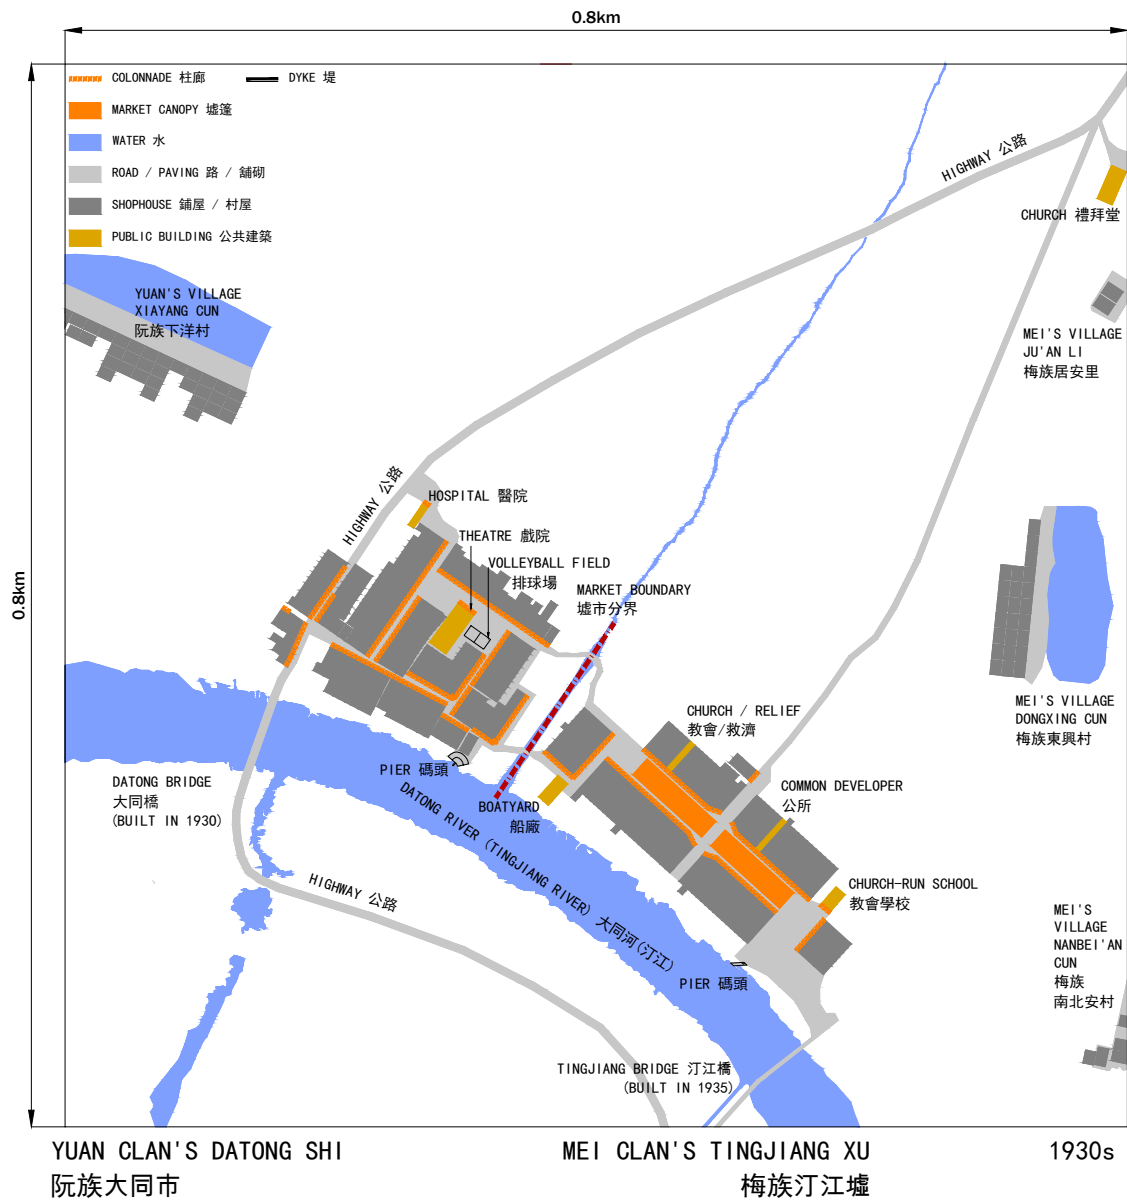 0.8km
0.8km
COLONNADE 柱廊
DYKE 堤
MARKET CANOPY 墟篷
WATER 水
ROAD / PAVING 路 / 舖砌
SHOPHOUSE 鋪屋 / 村屋
PUBLIC BUILDING 公共建築
HIGHWAY 公路
CHURCH 禮拜堂
YUAN'S VILLAGE
XIAYANG CUN
阮族下洋村
MEI'S VILLAGE
JU'AN LI
梅族居安里
HIGHWAY 公路
HOSPITAL 醫院
THEATRE 戲院
VOLLEYBALL FIELD
排球場
MARKET BOUNDARY
墟市分界
MEI'S VILLAGE
DONGXING CUN
梅族東興村
CHURCH / RELIEF
教會/救濟
PIER 碼頭
DATONG BRIDGE
大同橋
(BUILT IN 1930)
BOATYARD
船廠
COMMON DEVELOPER
公所
DATONG RIVER (TINGJIANG RIVER) 大同河(汀江)
HIGHWAY 公路
CHURCH-RUN SCHOOL
教會學校
MEI'S
VILLAGE
NANBEI'AN
CUN
梅族
南北安村
PIER 碼頭
TINGJIANG BRIDGE 汀江橋
(BUILT IN 1935)
YUAN CLAN'S DATONG SHI
阮族大同市
MEI CLAN'S TINGJIANG XU
梅族汀江墟
1930s